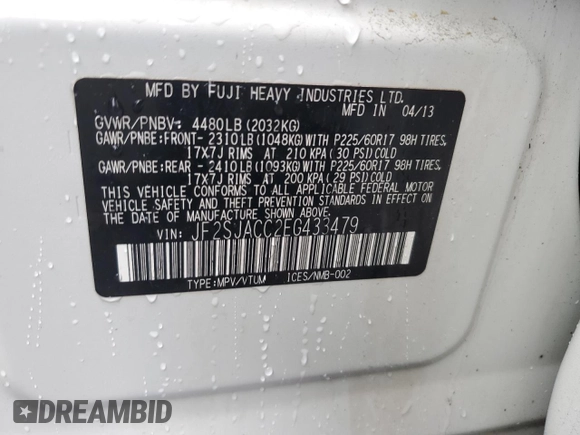 MFD BY FUJI HEAVY INDUSTRIES LTD.
MFD IN 04/13
GVWR/PNBV: 4480LB (2032KG)
GAWR/PNBE: FRONT- 2310LB (1048KG) WITH P225/60R17 98H TIRES,
17X7J RIMS AT 210 KPA (30 PSI) COLD
GAWR/PNBE: REAR - 2410LB (1093KG) WITH P225/60R17 98H TIRES,
17X7J RIMS AT 200 KPA (29 PSI) COLD
THIS VEHICLE CONFORMS TO ALL APPLICABLE FEDERAL MOTOR
VEHICLE SAFETY AND THEFT PREVENTION STANDARDS IN EFFECT ON
THE DATE OF MANUFACTURE SHOWN ABOVE.
VIN: JF2SJACC2EG433479
TYPE: MPV/VTUM ICES/NMB-002
DREAMBID